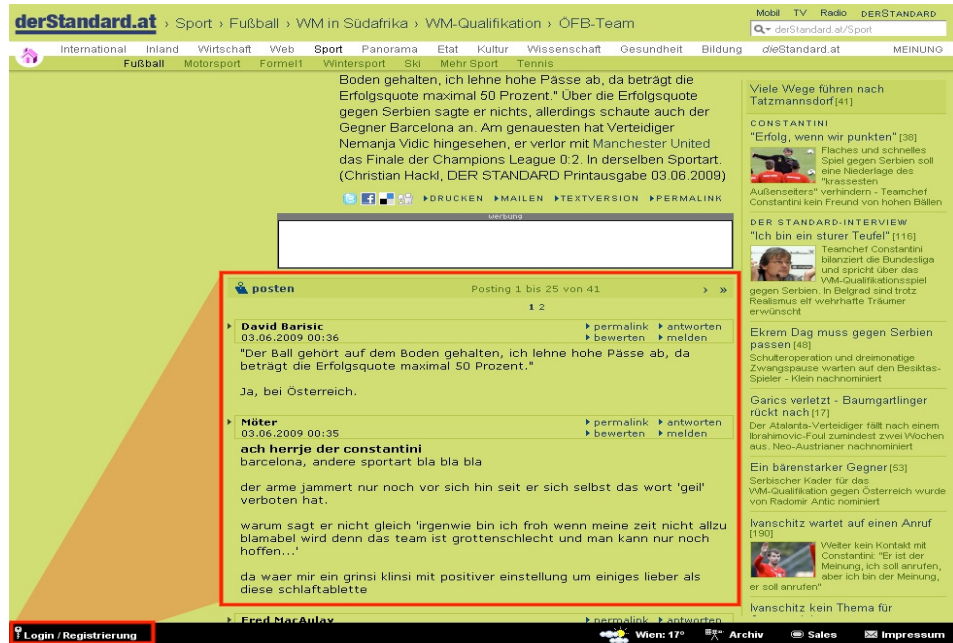 derStandard.at › Sport › Fußball › WM in Südafrika › WM-Qualifikation › ÖFB-Team
Mobil TV Radio DERSTANDARD
derStandard.at/Sport
International Inland Wirtschaft Web Sport Panorama Etat Kultur Wissenschaft Gesundheit Bildung dieStandard.at MEINUNG
Fußball Motorsport Formel1 Wintersport Ski Mehr Sport Tennis
Boden gehalten, ich lehne hohe Pässe ab, da beträgt die
Erfolgsquote maximal 50 Prozent." Über die Erfolgsquote
gegen Serbien sagte er nichts, allerdings schaute auch der
Gegner Barcelona an. Am genauesten hat Verteidiger
Nemanja Vidic hingesehen, er verlor mit Manchester United
das Finale der Champions League 0:2. In derselben Sportart.
(Christian Hackl, DER STANDARD Printausgabe 03.06.2009)
DRUCKEN MAILEN TEXTVERSION PERMALINK
Werbung
posten Posting 1 bis 25 von 41 › »
1 2
David Barisic permalink antworten
03.06.2009 00:36 bewerten melden
"Der Ball gehört auf dem Boden gehalten, ich lehne hohe Pässe ab, da
beträgt die Erfolgsquote maximal 50 Prozent."
Ja, bei Österreich.
Möter permalink antworten
03.06.2009 00:35 bewerten melden
ach herrje der constantini
barcelona, andere sportart bla bla bla
der arme jammert nur noch vor sich hin seit er sich selbst das wort 'geil'
verboten hat.
warum sagt er nicht gleich 'irgenwie bin ich froh wenn meine zeit nicht allzu
blamabel wird denn das team ist grottenschlecht und man kann nur noch
hoffen...'
da waer mir ein grinsi klinsi mit positiver einstellung um einiges lieber als
diese schlaftablette
Fred MacAulay permalink antworten
Viele Wege führen nach
Tatzmannsdorf [41]
CONSTANTINI
"Erfolg, wenn wir punkten" [38]
Flaches und schnelles
Spiel gegen Serbien soll
eine Niederlage des
"krassesten
Außenseiters" verhindern - Teamchef
Constantini kein Freund von hohen Bällen
DER STANDARD-INTERVIEW
"Ich bin ein sturer Teufel" [116]
Teamchef Constantini
bilanziert die Bundesliga
und spricht über das
WM-Qualifikationsspiel
gegen Serbien. In Belgrad sind trotz
Realismus elf wehrhafte Träumer
erwünscht
Ekrem Dag muss gegen Serbien
passen [48]
Schulteroperation und dreimonatige
Zwangspause warten auf den Besiktas-
Spieler - Klein nachnominiert
Garics verletzt - Baumgartlinger
rückt nach [17]
Der Atalanta-Verteidiger fällt nach einem
Ibrahimovic-Foul zumindest zwei Wochen
aus. Neo-Austrianer nachnominiert
Ein bärenstarker Gegner [53]
Serbischer Kader für das
WM-Qualifikation gegen Österreich wurde
von Radomir Antic nominiert
Ivanschitz wartet auf einen Anruf
[190]
Weiter kein Kontakt mit
Constantini: "Er ist der
Meinung, ich soll anrufen,
aber ich bin der Meinung,
er soll anrufen"
Ivanschitz kein Thema für
Login / Registrierung Wien: 17° Archiv Sales Impressum